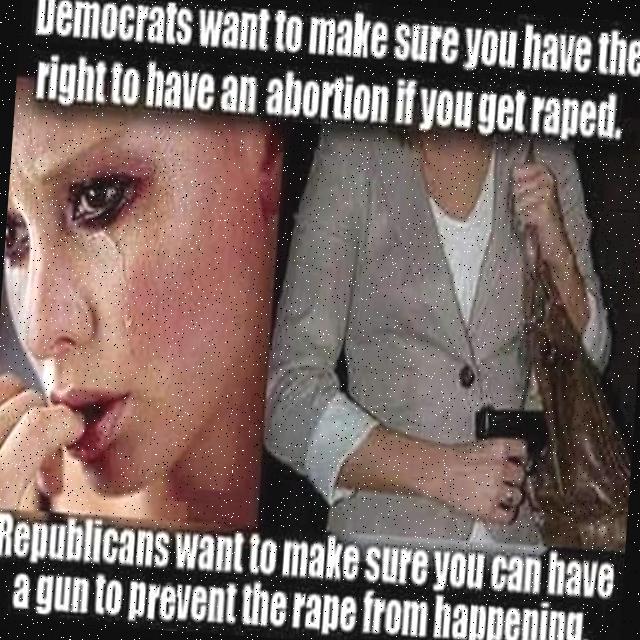 Democrats want to make sure you have the
right to have an abortion if you get raped.
Republicans want to make sure you can have
a gun to prevent the rape from happening